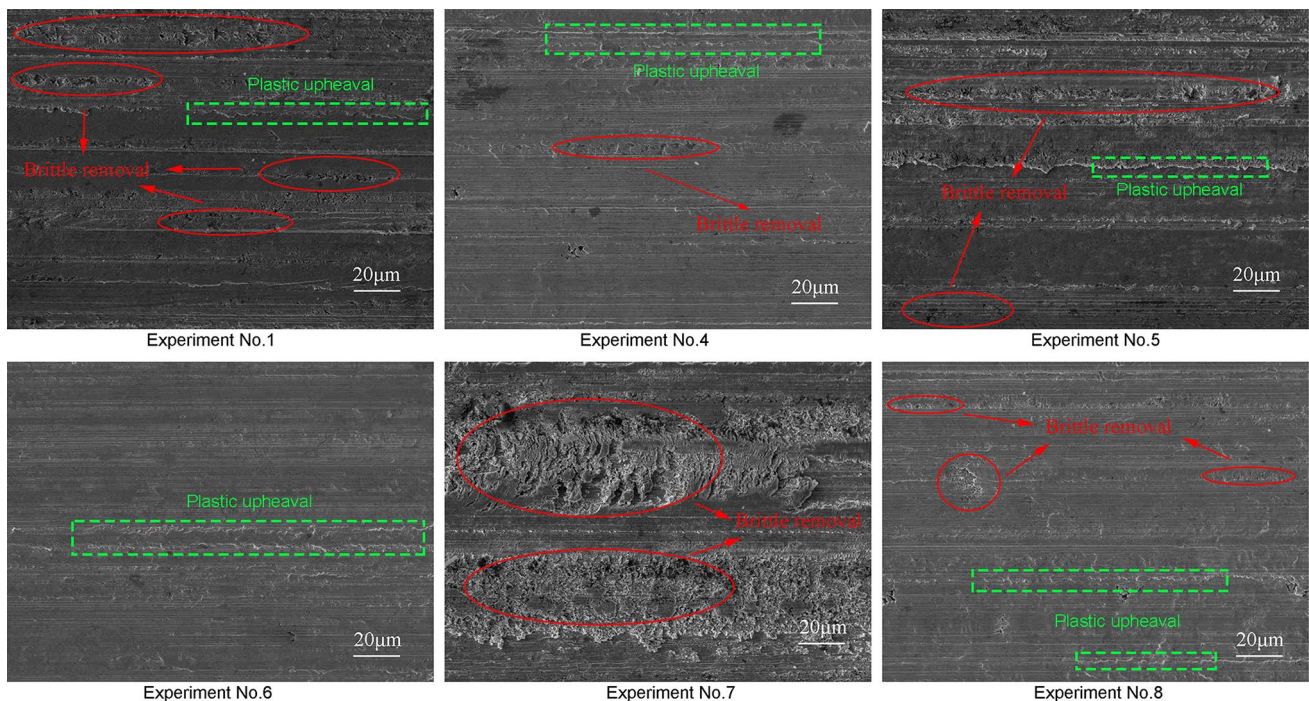 Plastic upheaval
Brittle removal
20μm
Experiment No.1
Plastic upheaval
Brittle removal
20μm
Experiment No.4
Brittle removal
Plastic upheaval
20μm
Experiment No.5
Plastic upheaval
20μm
Experiment No.6
Brittle removal
20μm
Experiment No.7
Brittle removal
Plastic upheaval
20μm
Experiment No.8